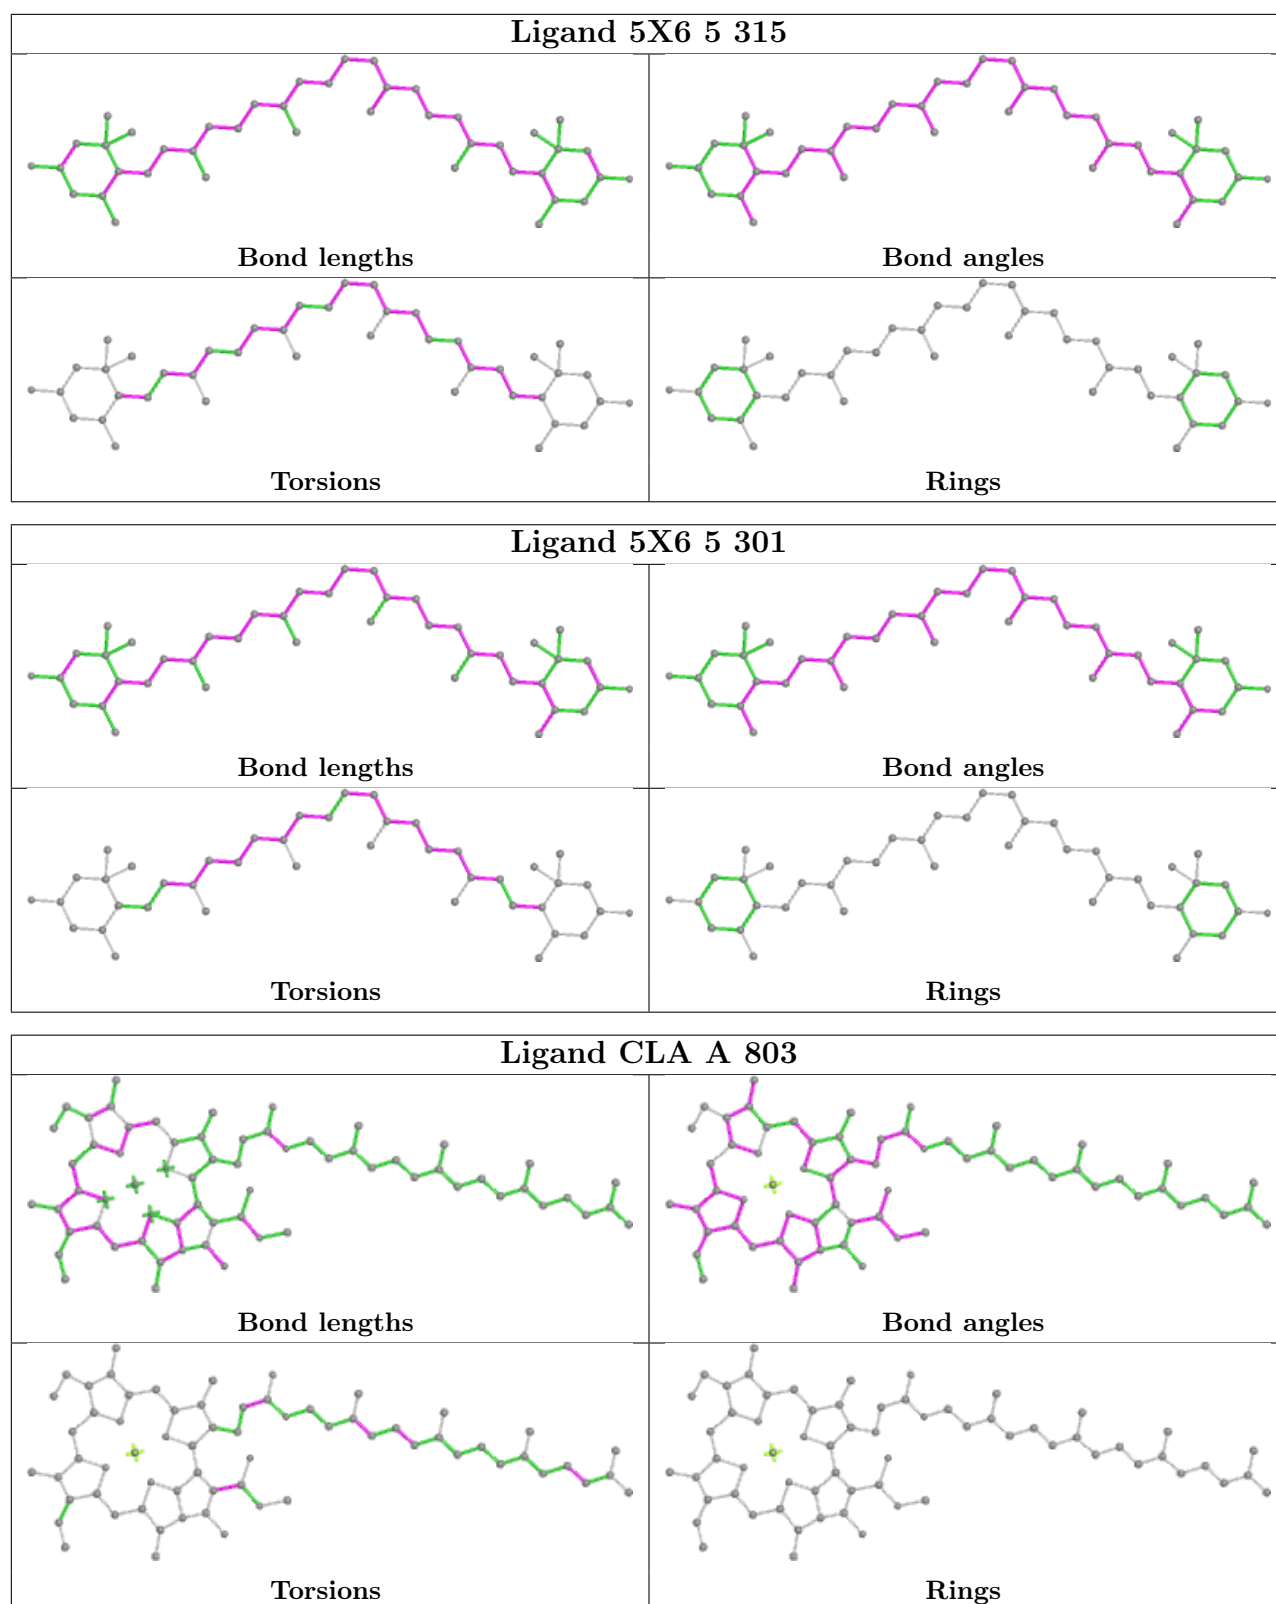 Ligand 5X6 5 315
Bond lengths
Bond angles
Torsions
Rings
Ligand 5X6 5 301
Bond lengths
Bond angles
Torsions
Rings
Ligand CLA A 803
Bond lengths
Bond angles
Torsions
Rings